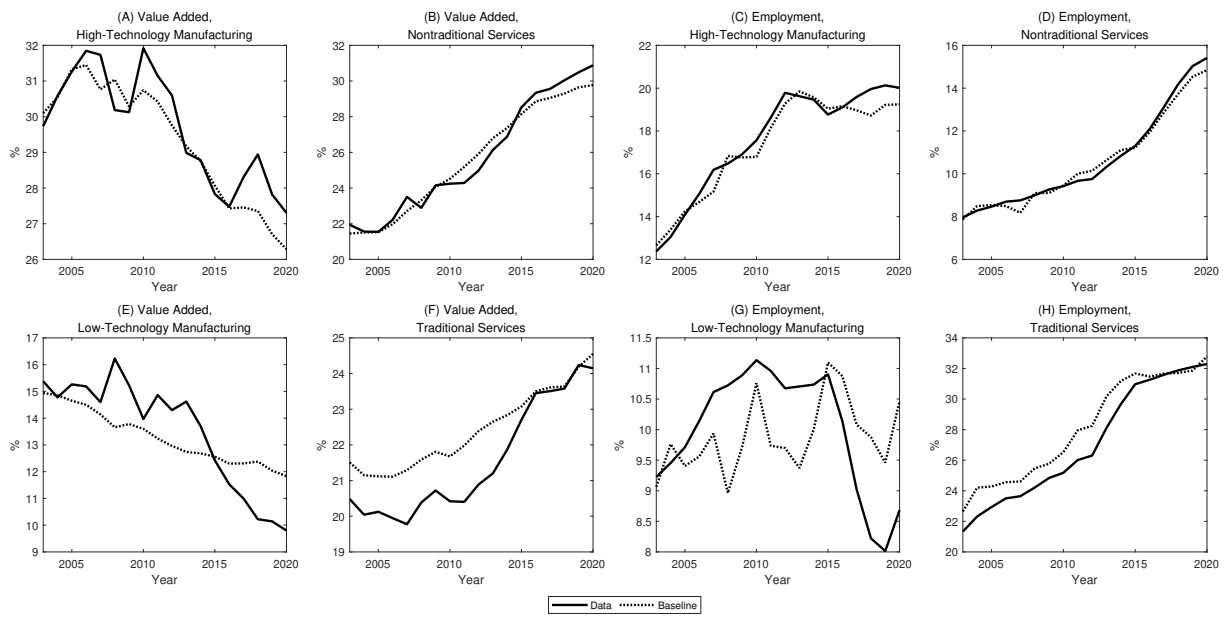 (A) Value Added,
High-Technology Manufacturing
32
31
30
29
28
27
26
%
2005 2010 2015 2020
Year
(B) Value Added,
Nontraditional Services
32
30
28
26
24
22
20
%
2005 2010 2015 2020
Year
(C) Employment,
High-Technology Manufacturing
22
20
18
16
14
12
%
2005 2010 2015 2020
Year
(D) Employment,
Nontraditional Services
16
14
12
10
8
6
%
2005 2010 2015 2020
Year
(E) Value Added,
Low-Technology Manufacturing
17
16
15
14
13
12
11
10
9
%
2005 2010 2015 2020
Year
(F) Value Added,
Traditional Services
25
24
23
22
21
20
19
%
2005 2010 2015 2020
Year
(G) Employment,
Low-Technology Manufacturing
11.5
11
10.5
10
9.5
9
8.5
8
%
2005 2010 2015 2020
Year
(H) Employment,
Traditional Services
34
32
30
28
26
24
22
20
%
2005 2010 2015 2020
Year
Data Baseline